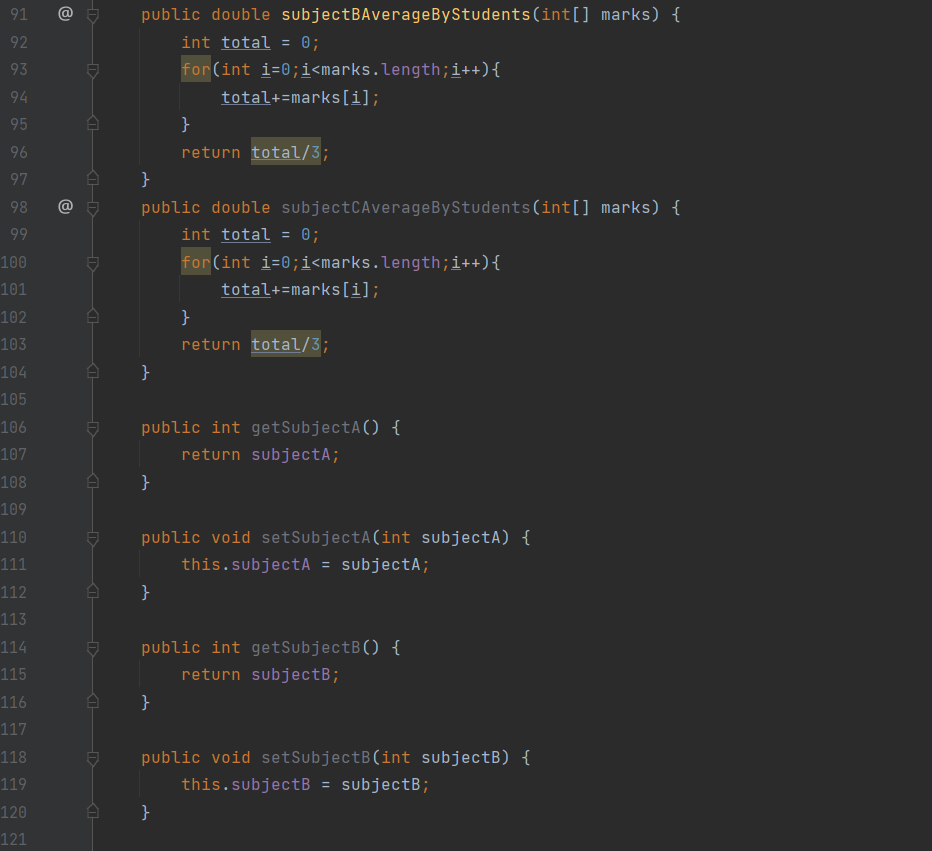 91 @ public double subjectBAverageByStudents(int[] marks) {
92 int total = 0;
93 for(int i=0;i<marks.length;i++){
94 total+=marks[i];
95 }
96 return total/3;
97 }
98 @ public double subjectCAverageByStudents(int[] marks) {
99 int total = 0;
100 for(int i=0;i<marks.length;i++){
101 total+=marks[i];
102 }
103 return total/3;
104 }
105
106 public int getSubjectA() {
107 return subjectA;
108 }
109
110 public void setSubjectA(int subjectA) {
111 this.subjectA = subjectA;
112 }
113
114 public int getSubjectB() {
115 return subjectB;
116 }
117
118 public void setSubjectB(int subjectB) {
119 this.subjectB = subjectB;
120 }
121